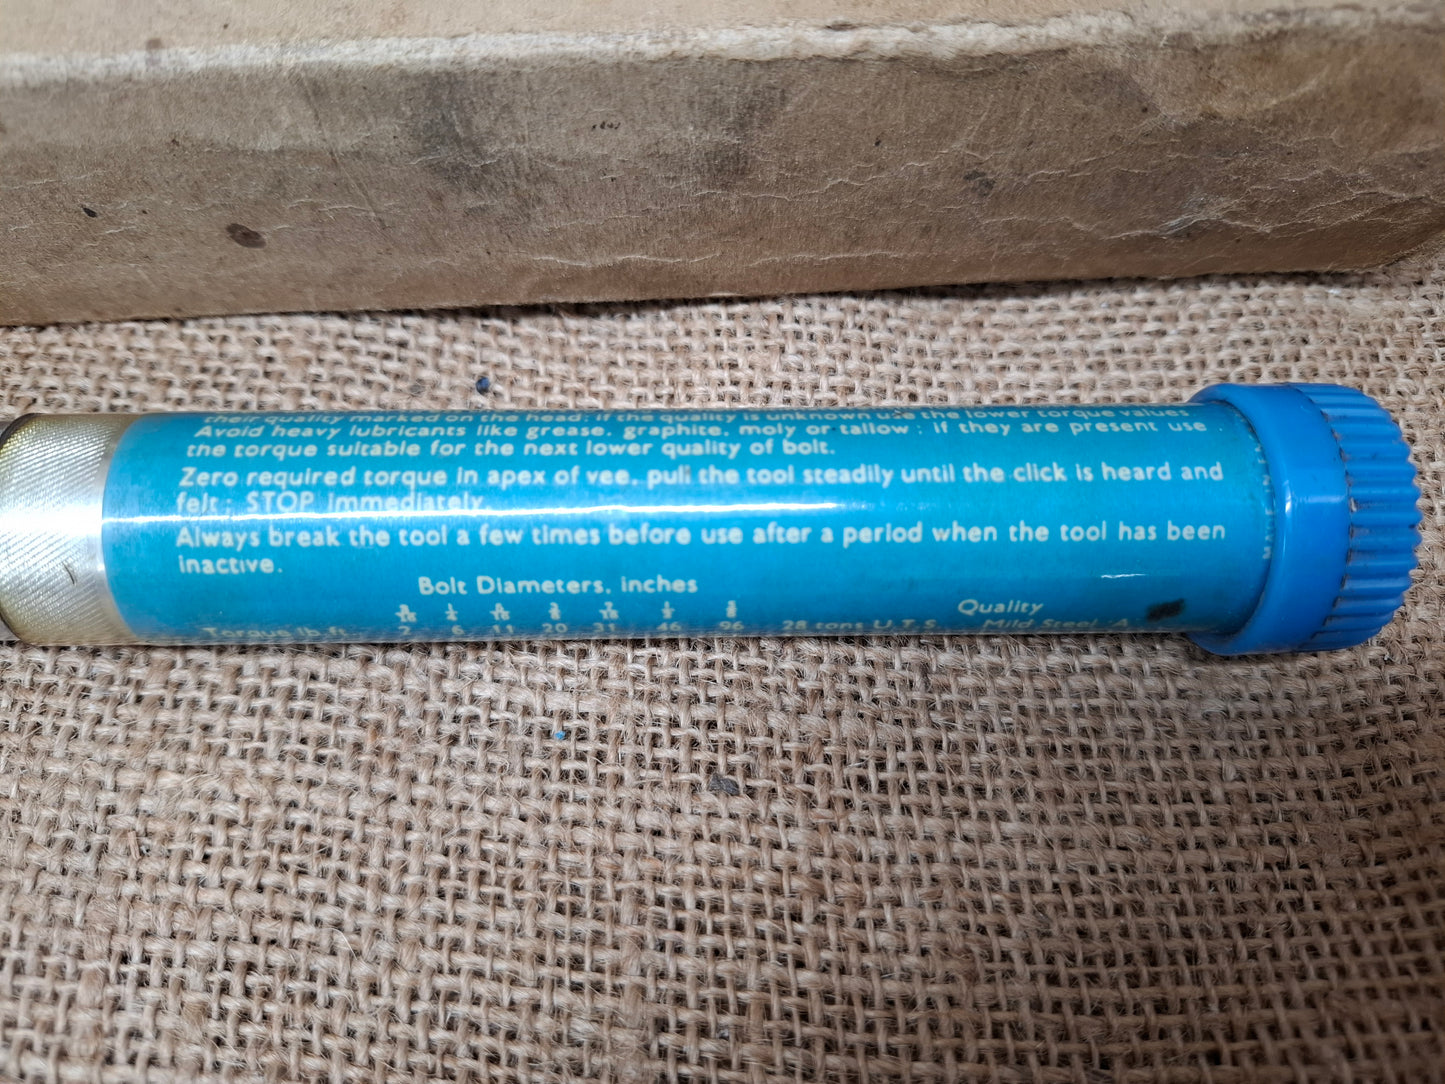 their quality marked on the head; if the quality is unknown use the lower torque values
Avoid heavy lubricants like grease, graphite, moly or tallow ; if they are present use
the torque suitable for the next lower quality of bolt.
Zero required torque in apex of vee, pull the tool steadily until the click is heard and
felt ; STOP immediately
Always break the tool a few times before use after a period when the tool has been
inactive.
Bolt Diameters, inches
Quality
Torque lb.ft. 2 6 11 20 31 46 96 28 tons U.T.S. Mild Steel 'A'